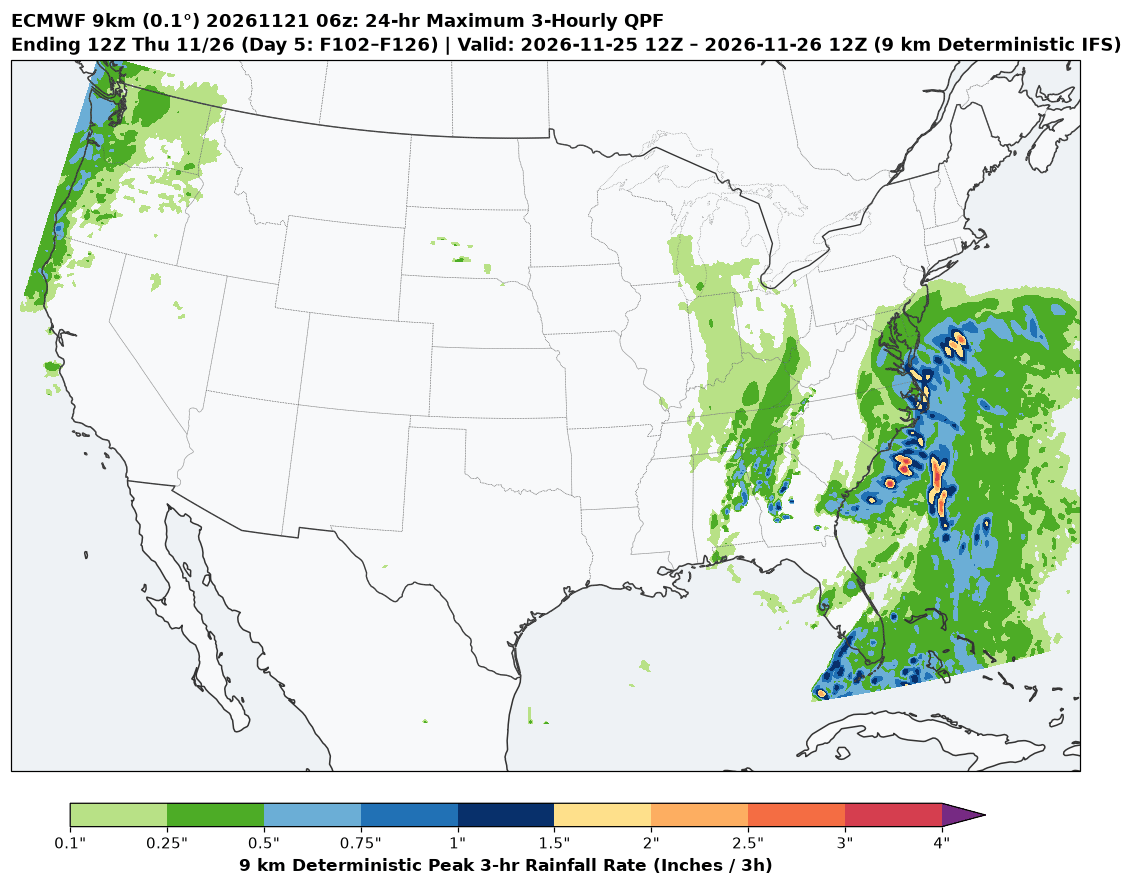 ECMWF 9km (0.1°) 20261121 06z: 24-hr Maximum 3-Hourly QPF
Ending 12Z Thu 11/26 (Day 5: F102–F126) | Valid: 2026-11-25 12Z – 2026-11-26 12Z (9 km Deterministic IFS)
0.1" 0.25" 0.5" 0.75" 1" 1.5" 2" 2.5" 3" 4"
9 km Deterministic Peak 3-hr Rainfall Rate (Inches / 3h)